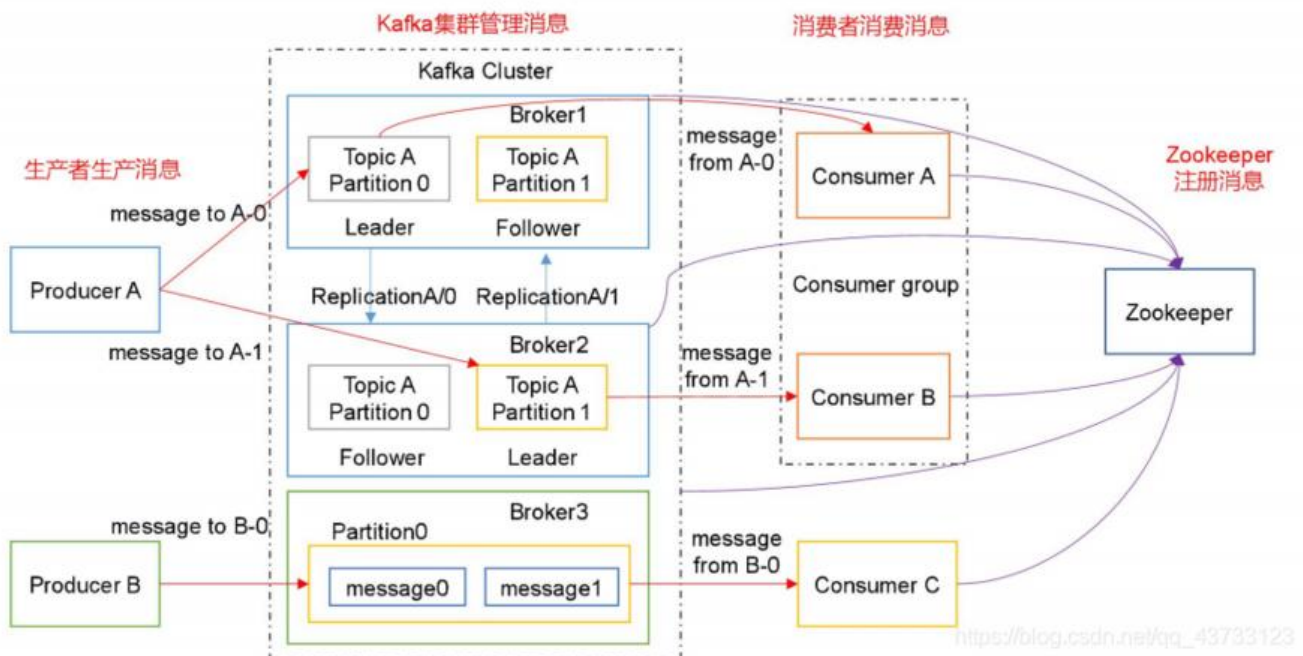 Kafka集群管理消息
消费者消费消息
Kafka Cluster
Broker1
Topic A
Partition 0
Topic A
Partition 1
Leader
Follower
message
from A-0
Consumer A
Zookeeper
注册消息
生产者生产消息
message to A-0
Producer A
message to A-1
ReplicationA/0
ReplicationA/1
Consumer group
Zookeeper
Broker2
Topic A
Partition 0
Topic A
Partition 1
Follower
Leader
message
from A-1
Consumer B
message to B-0
Producer B
Broker3
Partition0
message0
message1
message
from B-0
Consumer C
https://blog.csdn.net/qq_43733123